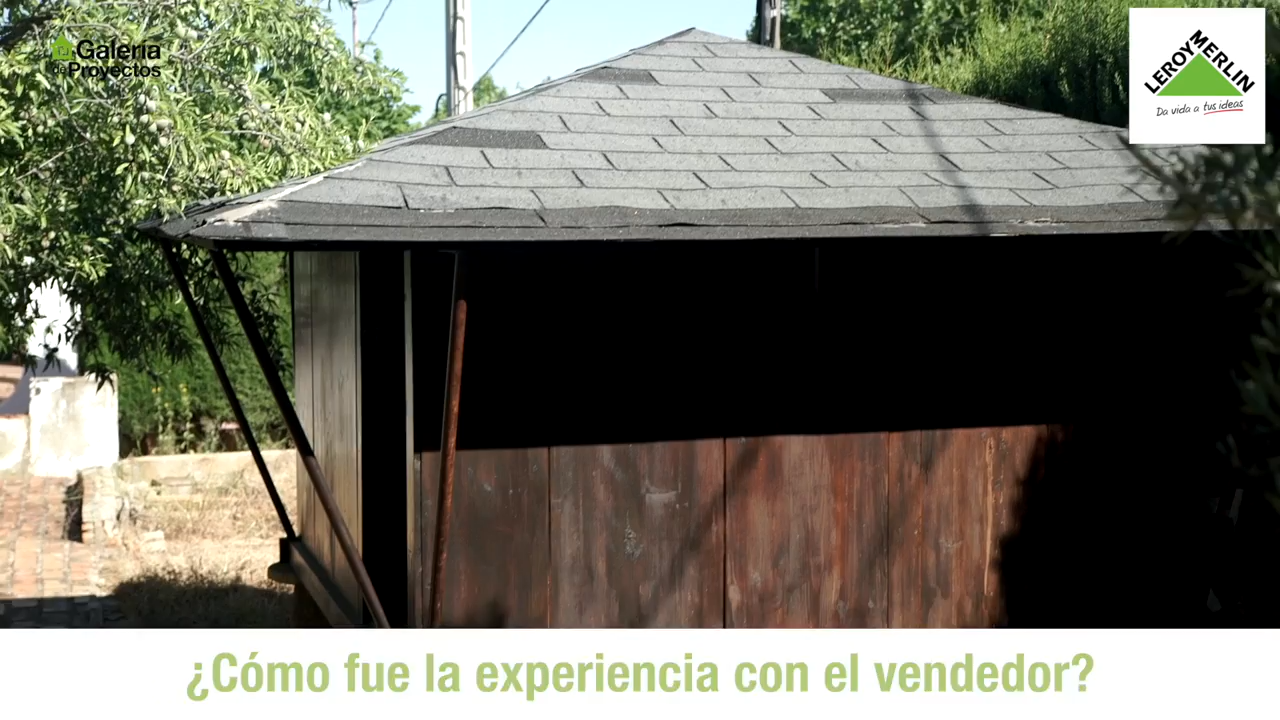 Galería
de Proyectos
LEROY MERLIN
Da vida a tus ideas
¿Cómo fue la experiencia con el vendedor?